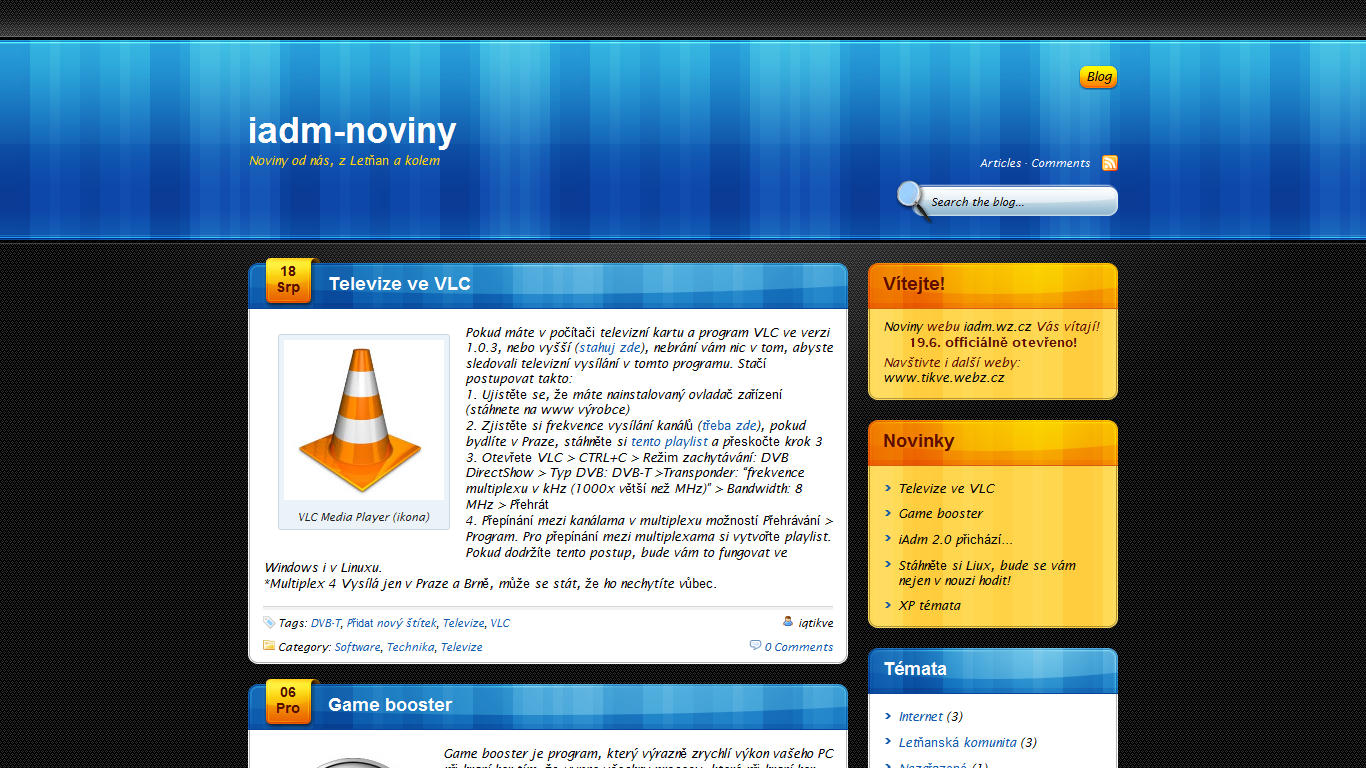 Blog
iadm-noviny
Noviny od nás, z Letňan a kolem
Articles · Comments
Search the blog...
18
Srp
Televize ve VLC
VLC Media Player (ikona)
Pokud máte v počítači televizní kartu a program VLC ve verzi
1.0.3, nebo vyšší (stahuj zde), nebrání vám nic v tom, abyste
sledovali televizní vysílání v tomto programu. Stačí
postupovat takto:
1. Ujistěte se, že máte nainstalovaný ovladač zařízení
(stáhnete na www výrobce)
2. Zjistěte si frekvence vysílání kanálů (třeba zde), pokud
bydlíte v Praze, stáhněte si tento playlist a přeskočte krok 3
3. Otevřete VLC > CTRL+C > Režim zachytávání: DVB
DirectShow > Typ DVB: DVB-T >Transponder: "frekvence
multiplexu v kHz (1000x větší než MHz)" > Bandwidth: 8
MHz > Přehrát
4. Přepínání mezi kanálama v multiplexu možností Přehrávání >
Program. Pro přepínání mezi multiplexama si vytvořte playlist.
Pokud dodržíte tento postup, bude vám to fungovat ve
Windows i v Linuxu.
*Multiplex 4 Vysílá jen v Praze a Brně, může se stát, že ho nechytíte vůbec.
Tags: DVB-T, Přidat nový štítek, Televize, VLC
iqtikve
Category: Software, Technika, Televize
0 Comments
06
Pro
Game booster
Game booster je program, který výrazně zrychlí výkon vašeho PC
Vítejte!
Noviny webu iadm.wz.cz Vás vítají!
19.6. officiálně otevřeno!
Navštivte i další weby:
www.tikve.webz.cz
Novinky
Televize ve VLC
Game booster
iAdm 2.0 přichází...
Stáhněte si Liux, bude se vám
nejen v nouzi hodit!
XP témata
Témata
Internet (3)
Letňanská komunita (3)
Nezařazené (1)